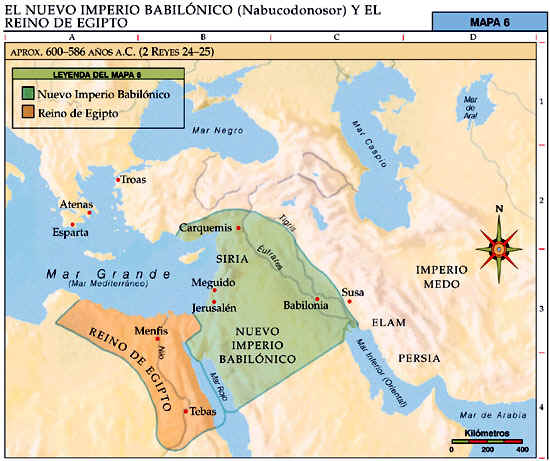 EL NUEVO IMPERIO BABILÓNICO (Nabucodonosor) Y EL
REINO DE EGIPTO
MAPA 6
A B C D
APROX. 600–586 AÑOS A.C. (2 REYES 24–25)
LEYENDA DEL MAPA 6
Nuevo Imperio Babilónico
Reino de Egipto
1
Mar
de
Aral
Mar Negro
Mar Caspio
2
Troas
Atenas
Esparta
Carquemis
Tigris
N
SIRIA
Éufrates
IMPERIO
MEDO
Mar Grande
(Mar Mediterráneo)
Meguido
Jerusalén
Babilonia
Susa
3
ELAM
REINO DE EGIPTO
Menfis
Nilo
NUEVO
IMPERIO
BABILÓNICO
PERSIA
Mar Inferior (Oriental)
Mar Rojo
Tebas
Mar de Arabia
4
Kilómetros
0 200 400